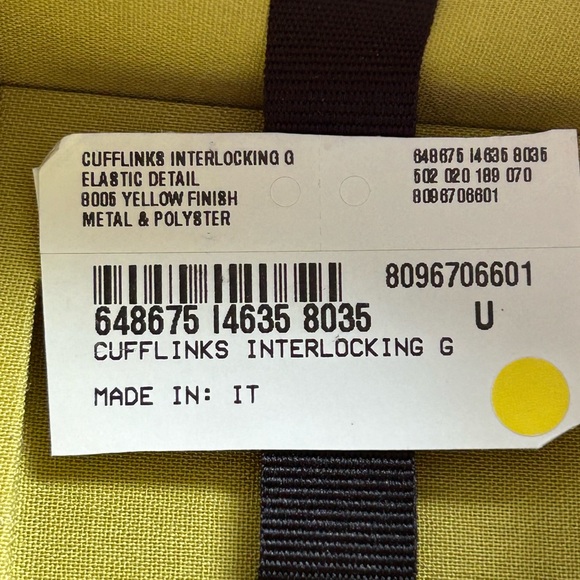 CUFFLINKS INTERLOCKING G
ELASTIC DETAIL
8005 YELLOW FINISH
METAL & POLYSTER
648675 I4635 8035
502 020 189 070
8096706601
8096706601
648675 I4635 8035
U
CUFFLINKS INTERLOCKING G
MADE IN: IT